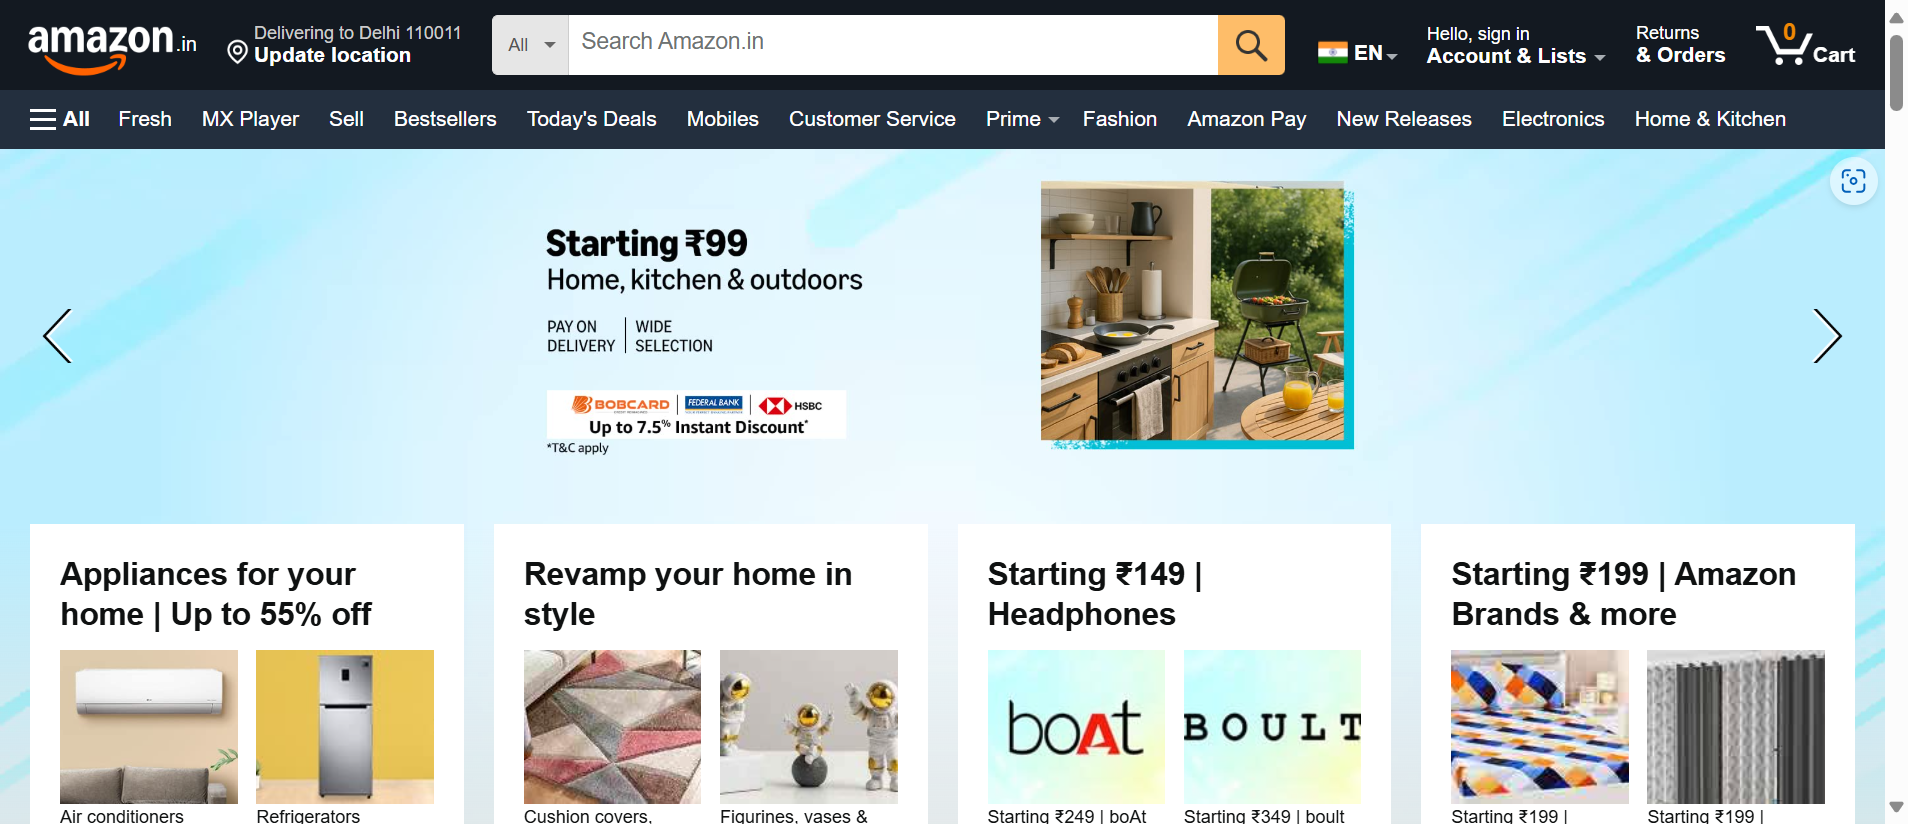 amazon.in
Delivering to Delhi 110011
Update location
All
Search Amazon.in
EN
Hello, sign in
Account & Lists
Returns
& Orders
0
Cart
All
Fresh
MX Player
Sell
Bestsellers
Today's Deals
Mobiles
Customer Service
Prime
Fashion
Amazon Pay
New Releases
Electronics
Home & Kitchen
Starting ₹99
Home, kitchen & outdoors
PAY ON
DELIVERY
WIDE
SELECTION
BOBCARD
FEDERAL BANK
HSBC
Up to 7.5% Instant Discount*
*T&C apply
Appliances for your
home | Up to 55% off
Air conditioners
Refrigerators
Revamp your home in
style
Cushion covers,
Figurines, vases &
Starting ₹149 |
Headphones
boAt
BOULT
Starting ₹249 | boAt
Starting ₹349 | boult
Starting ₹199 | Amazon
Brands & more
Starting ₹199 |
Starting ₹199 |